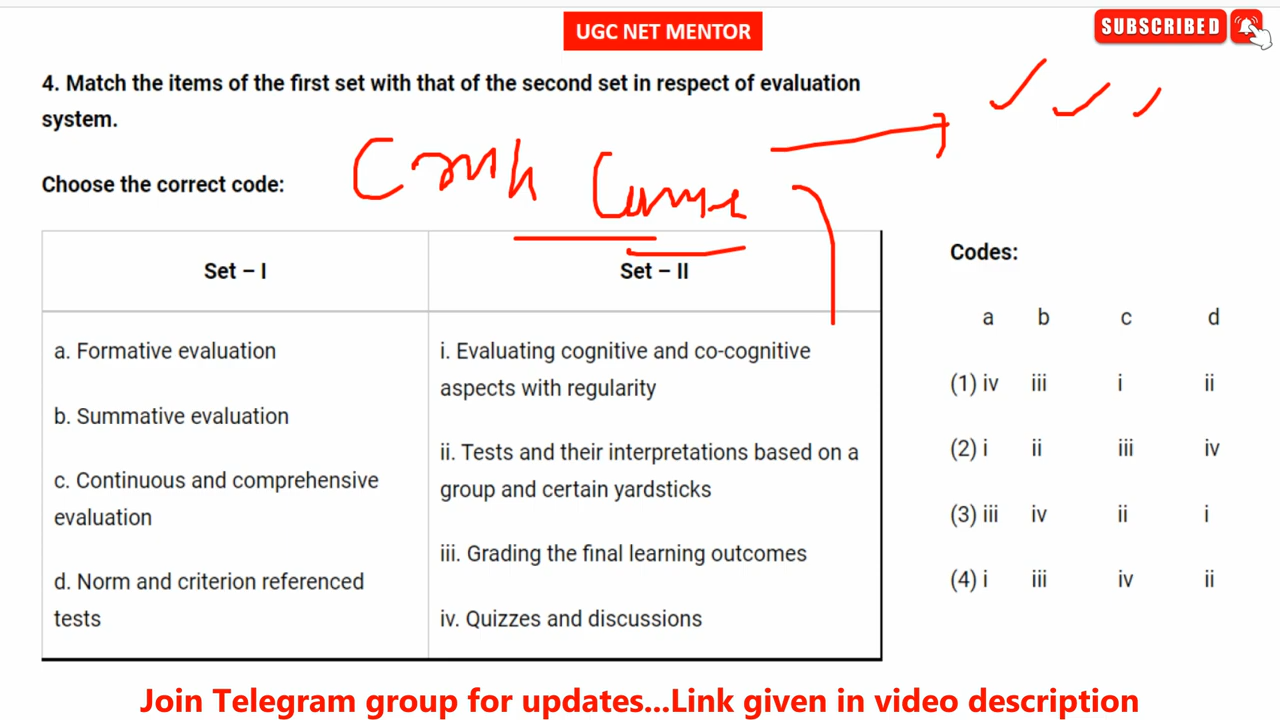 UGC NET MENTOR
SUBSCRIBED
4. Match the items of the first set with that of the second set in respect of evaluation
system.
Crash Course
Choose the correct code:
Set – I
Set – II
a. Formative evaluation
b. Summative evaluation
c. Continuous and comprehensive
evaluation
d. Norm and criterion referenced
tests
i. Evaluating cognitive and co-cognitive
aspects with regularity
ii. Tests and their interpretations based on a
group and certain yardsticks
iii. Grading the final learning outcomes
iv. Quizzes and discussions
Codes:
a b c d
(1) iv iii i ii
(2) i ii iii iv
(3) iii iv ii i
(4) i iii iv ii
Join Telegram group for updates...Link given in video description